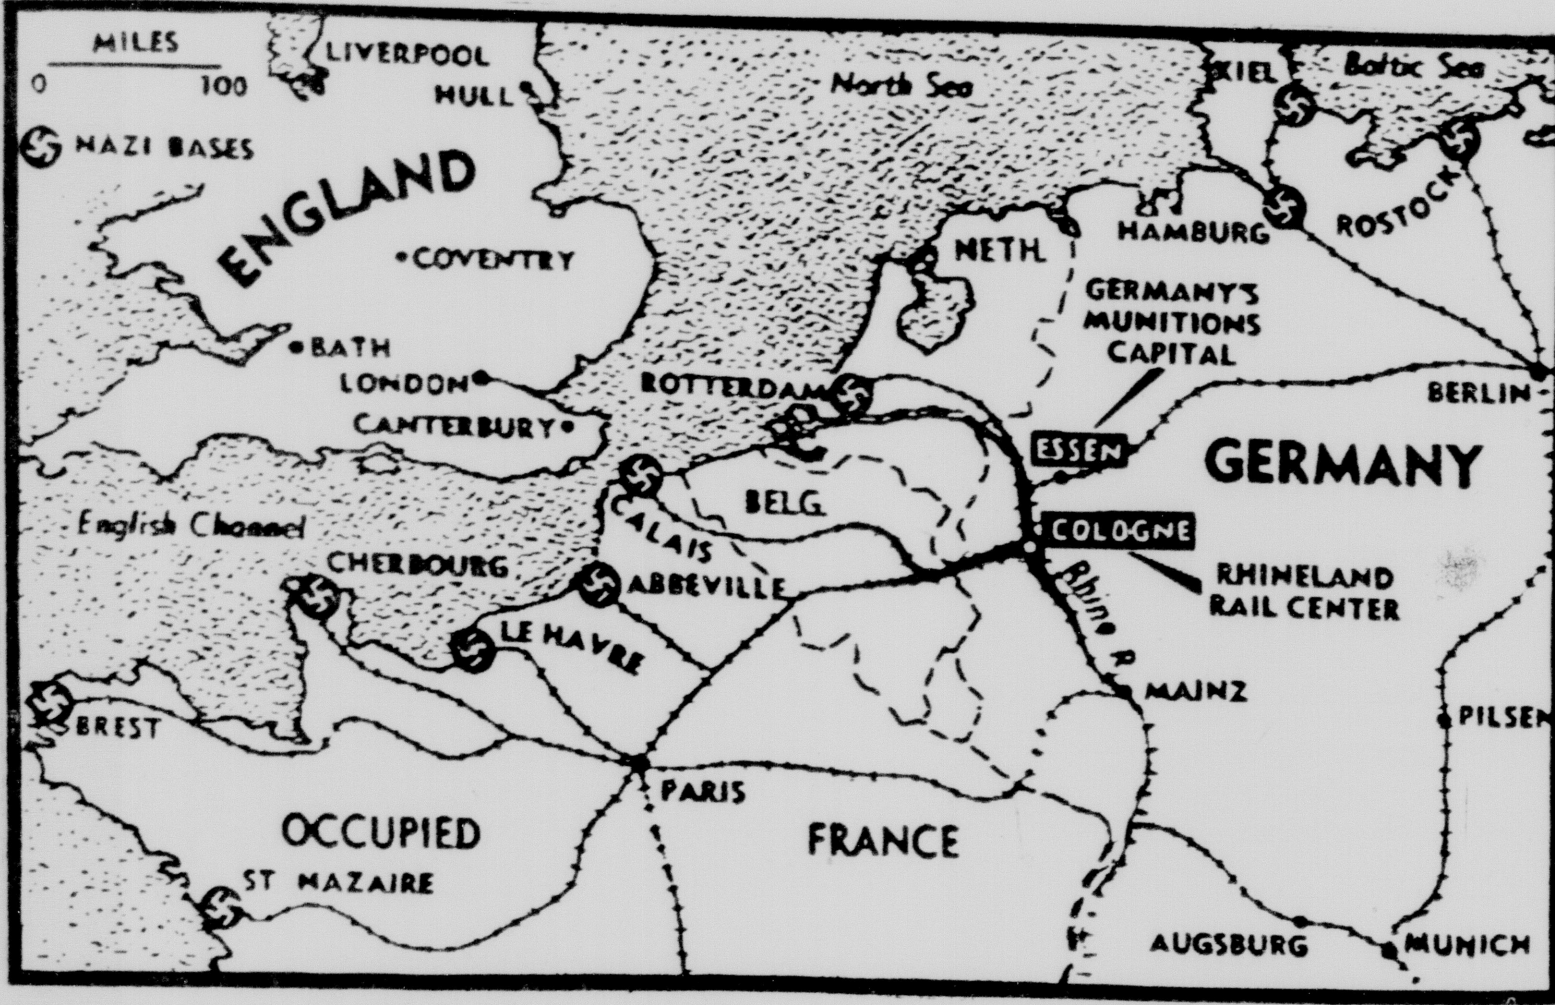 MILES
0 100
NAZI BASES
LIVERPOOL
HULL
ENGLAND
COVENTRY
BATH
LONDON
CANTERBURY
North Sea
KIEL
Baltic Sea
ROSTOCK
HAMBURG
NETH.
GERMANY'S
MUNITIONS
CAPITAL
ROTTERDAM
BERLIN
ESSEN
GERMANY
BELG.
English Channel
CALAIS
COLOGNE
CHERBOURG
ABBEVILLE
RHINELAND
RAIL CENTER
Rhine R.
LE HAVRE
MAINZ
BREST
PILSEN
PARIS
OCCUPIED
FRANCE
ST NAZAIRE
AUGSBURG
MUNICH